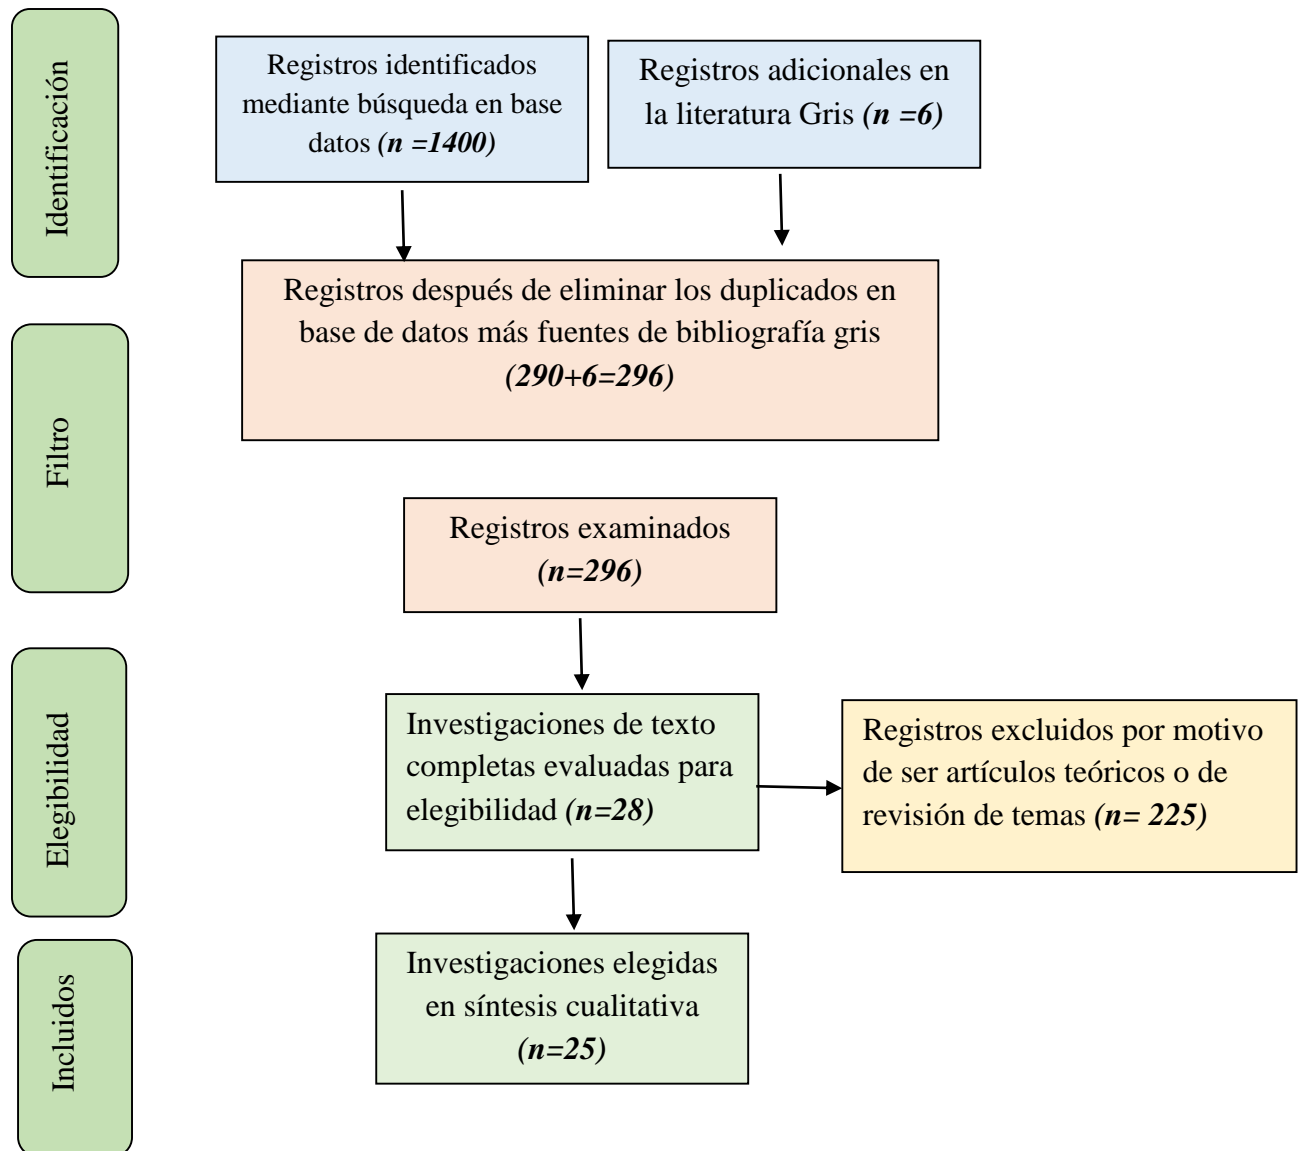 Identificación
Registros identificados
mediante búsqueda en base
datos (n =1400)
Registros adicionales en
la literatura Gris (n =6)
Registros después de eliminar los duplicados en
base de datos más fuentes de bibliografía gris
(290+6=296)
Filtro
Registros examinados
(n=296)
Elegibilidad
Investigaciones de texto
completas evaluadas para
elegibilidad (n=28)
Registros excluidos por motivo
de ser artículos teóricos o de
revisión de temas (n= 225)
Incluidos
Investigaciones elegidas
en síntesis cualitativa
(n=25)